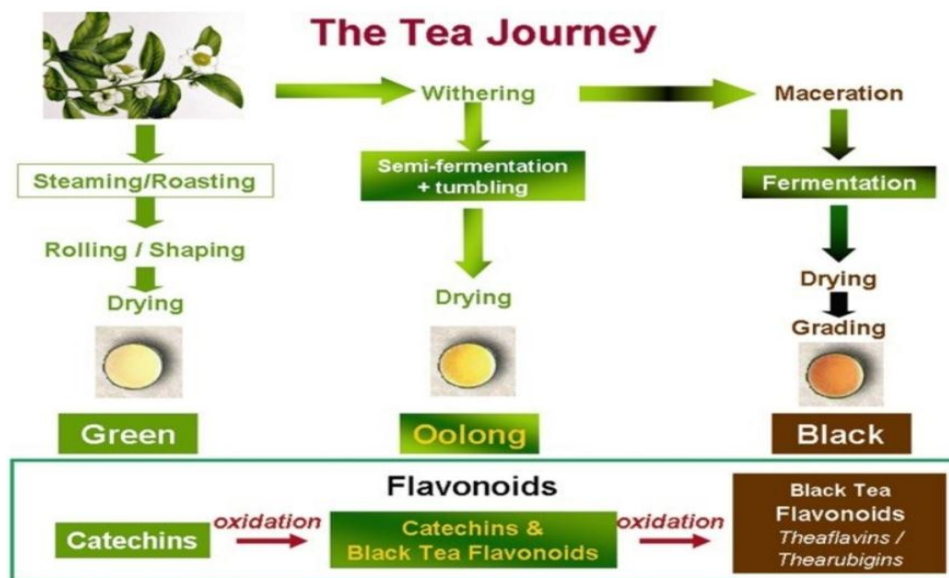 The Tea Journey
Withering
Maceration
Steaming/Roasting
Semi-fermentation
+ tumbling
Fermentation
Rolling / Shaping
Drying
Drying
Drying
Grading
Green
Oolong
Black
Flavonoids
Catechins
oxidation
Catechins &
Black Tea Flavonoids
oxidation
Black Tea
Flavonoids
Theaflavins /
Thearubigins